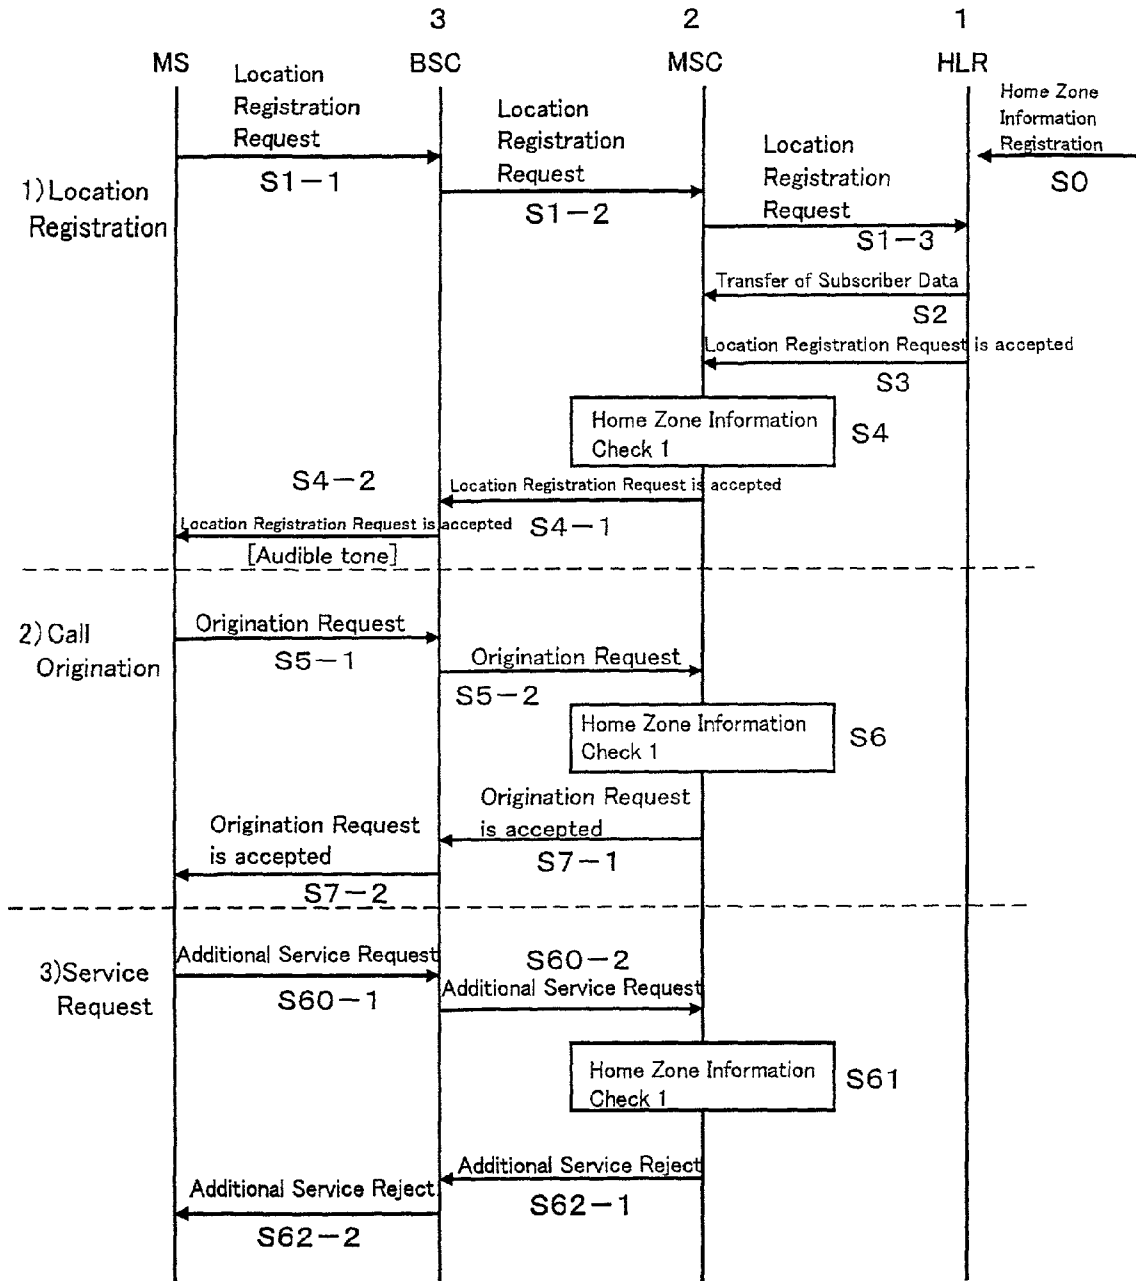 3
2
1
MS
BSC
MSC
HLR
Location
Registration
Request
S1-1
Location
Registration
Request
S1-2
Location
Registration
Request
S1-3
Home Zone
Information
Registration
S0
1)Location
Registration
Transfer of Subscriber Data
S2
Location Registration Request is accepted
S3
Home Zone Information
Check 1
S4
S4-2
Location Registration Request is accepted
S4-1
Location Registration Request is accepted
[Audible tone]
2)Call
Origination
Origination Request
S5-1
Origination Request
S5-2
Home Zone Information
Check 1
S6
Origination Request
is accepted
S7-1
Origination Request
is accepted
S7-2
3)Service
Request
Additional Service Request
S60-1
S60-2
Additional Service Request
Home Zone Information
Check 1
S61
Additional Service Reject
S62-1
Additional Service Reject
S62-2